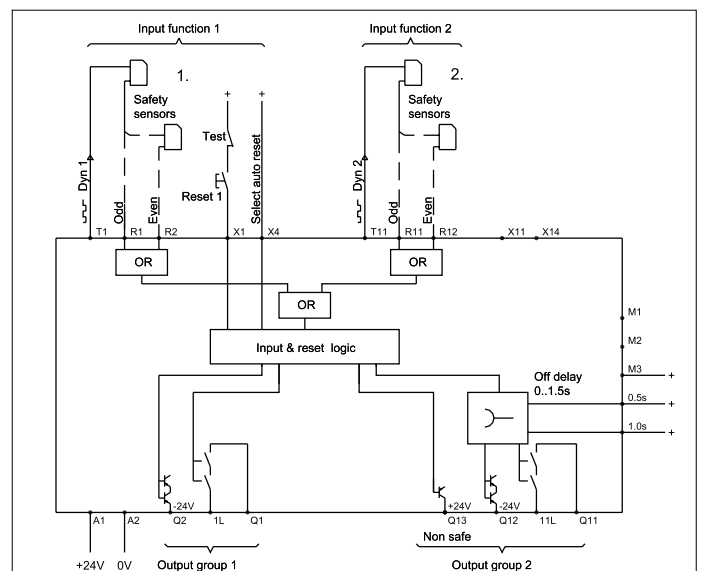 Input function 1
Input function 2
1.
2.
Safety
sensors
Safety
sensors
+
+
Test
Reset 1
Select auto reset
Dyn 1
Odd
Even
Dyn 2
Odd
Even
T1
R1
R2
X1
X4
T11
R11
R12
X11
X14
OR
OR
OR
Input & reset logic
M1
M2
M3
+
Off delay
0..1.5s
0.5s
+
1.0s
+
-24V
+24V
-24V
A1
A2
Q2
1L
Q1
Q13
Q12
11L
Q11
Non safe
+24V
0V
Output group 1
Output group 2